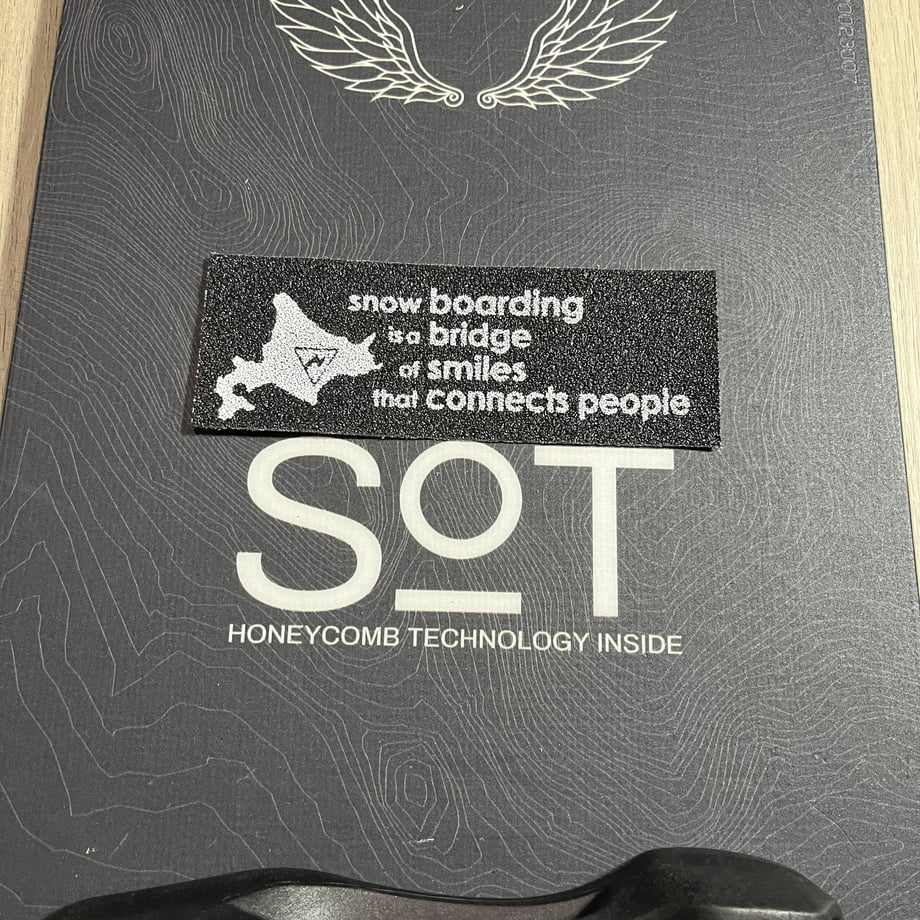 snow boarding
is a bridge
of smiles
that connects people
SOT
HONEYCOMB TECHNOLOGY INSIDE